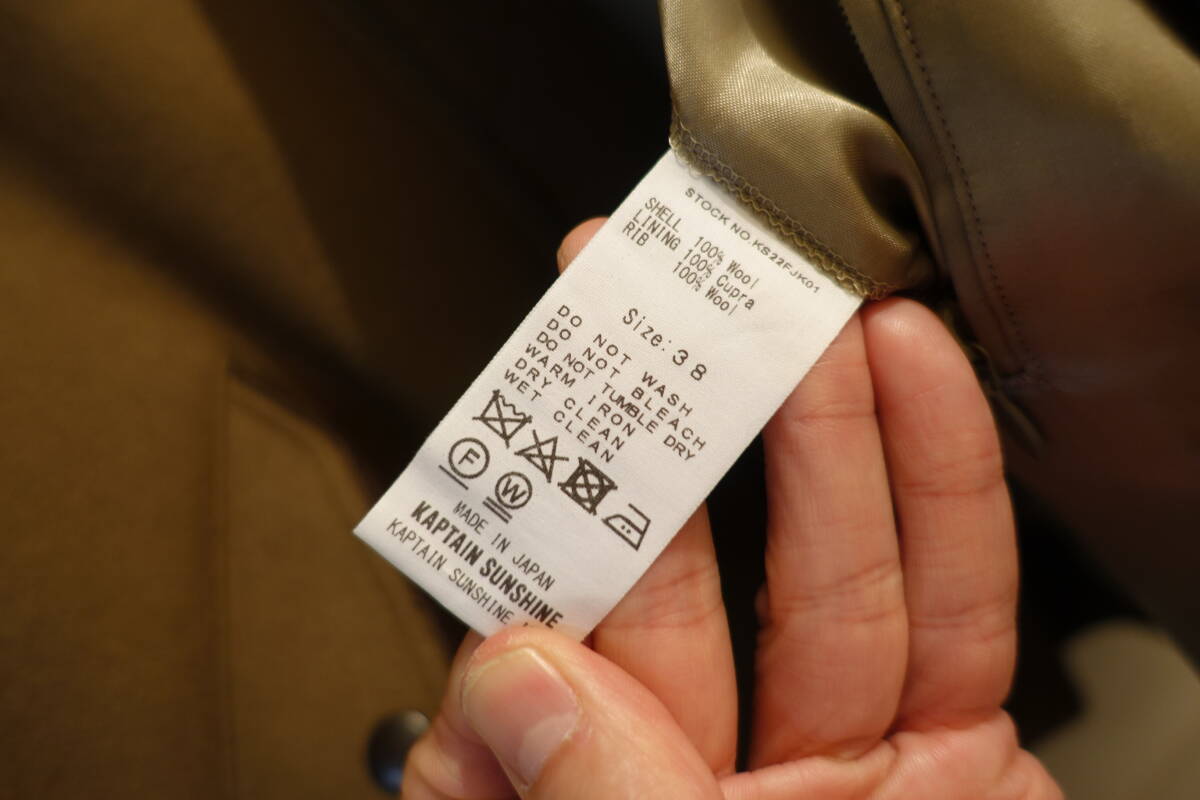 STOCK NO.KS22FJK01
SHELL 100% Wool
LINING 100% Cupra
RIB 100% Wool
Size:38
DO NOT WASH
DO NOT BLEACH
DO NOT TUMBLE DRY
WARM IRON
DRY CLEAN
WET CLEAN
F
W
MADE IN JAPAN
KAPTAIN SUNSHINE
KAPTAIN SUNSHINE